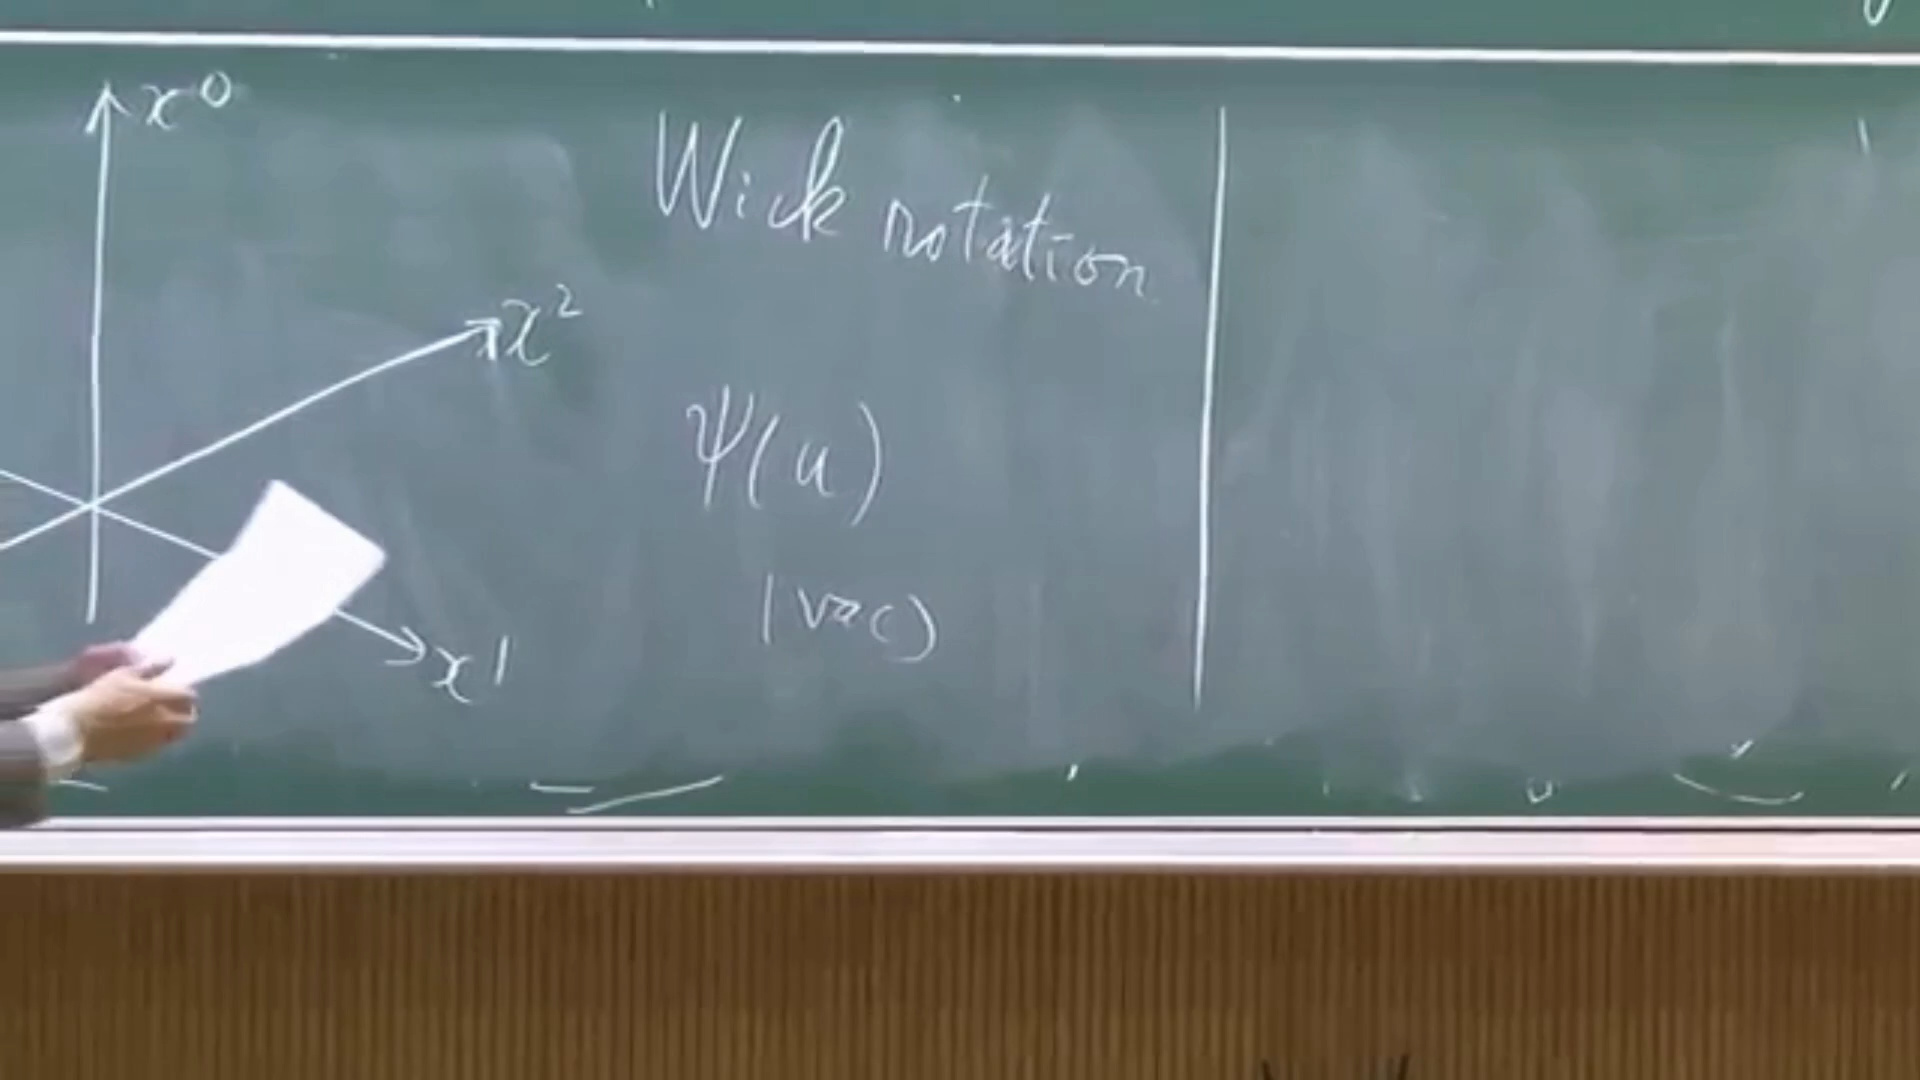 x⁰
Wick rotation
x²
ψ(u)
|vac⟩
x¹